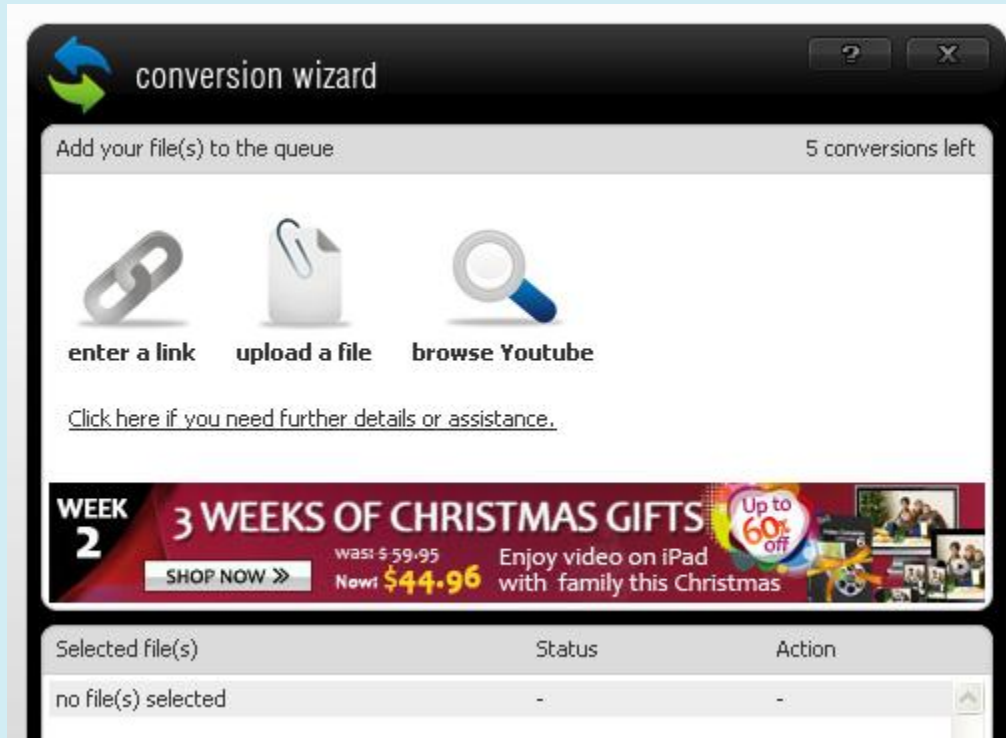 ? X
conversion wizard
Add your file(s) to the queue 5 conversions left
enter a link upload a file browse Youtube
Click here if you need further details or assistance.
WEEK
2
3 WEEKS OF CHRISTMAS GIFTS
SHOP NOW »
was: $ 59.95
Now: $44.96
Enjoy video on iPad
with family this Christmas
Up to
60%
off
Selected file(s) Status Action
no file(s) selected - -